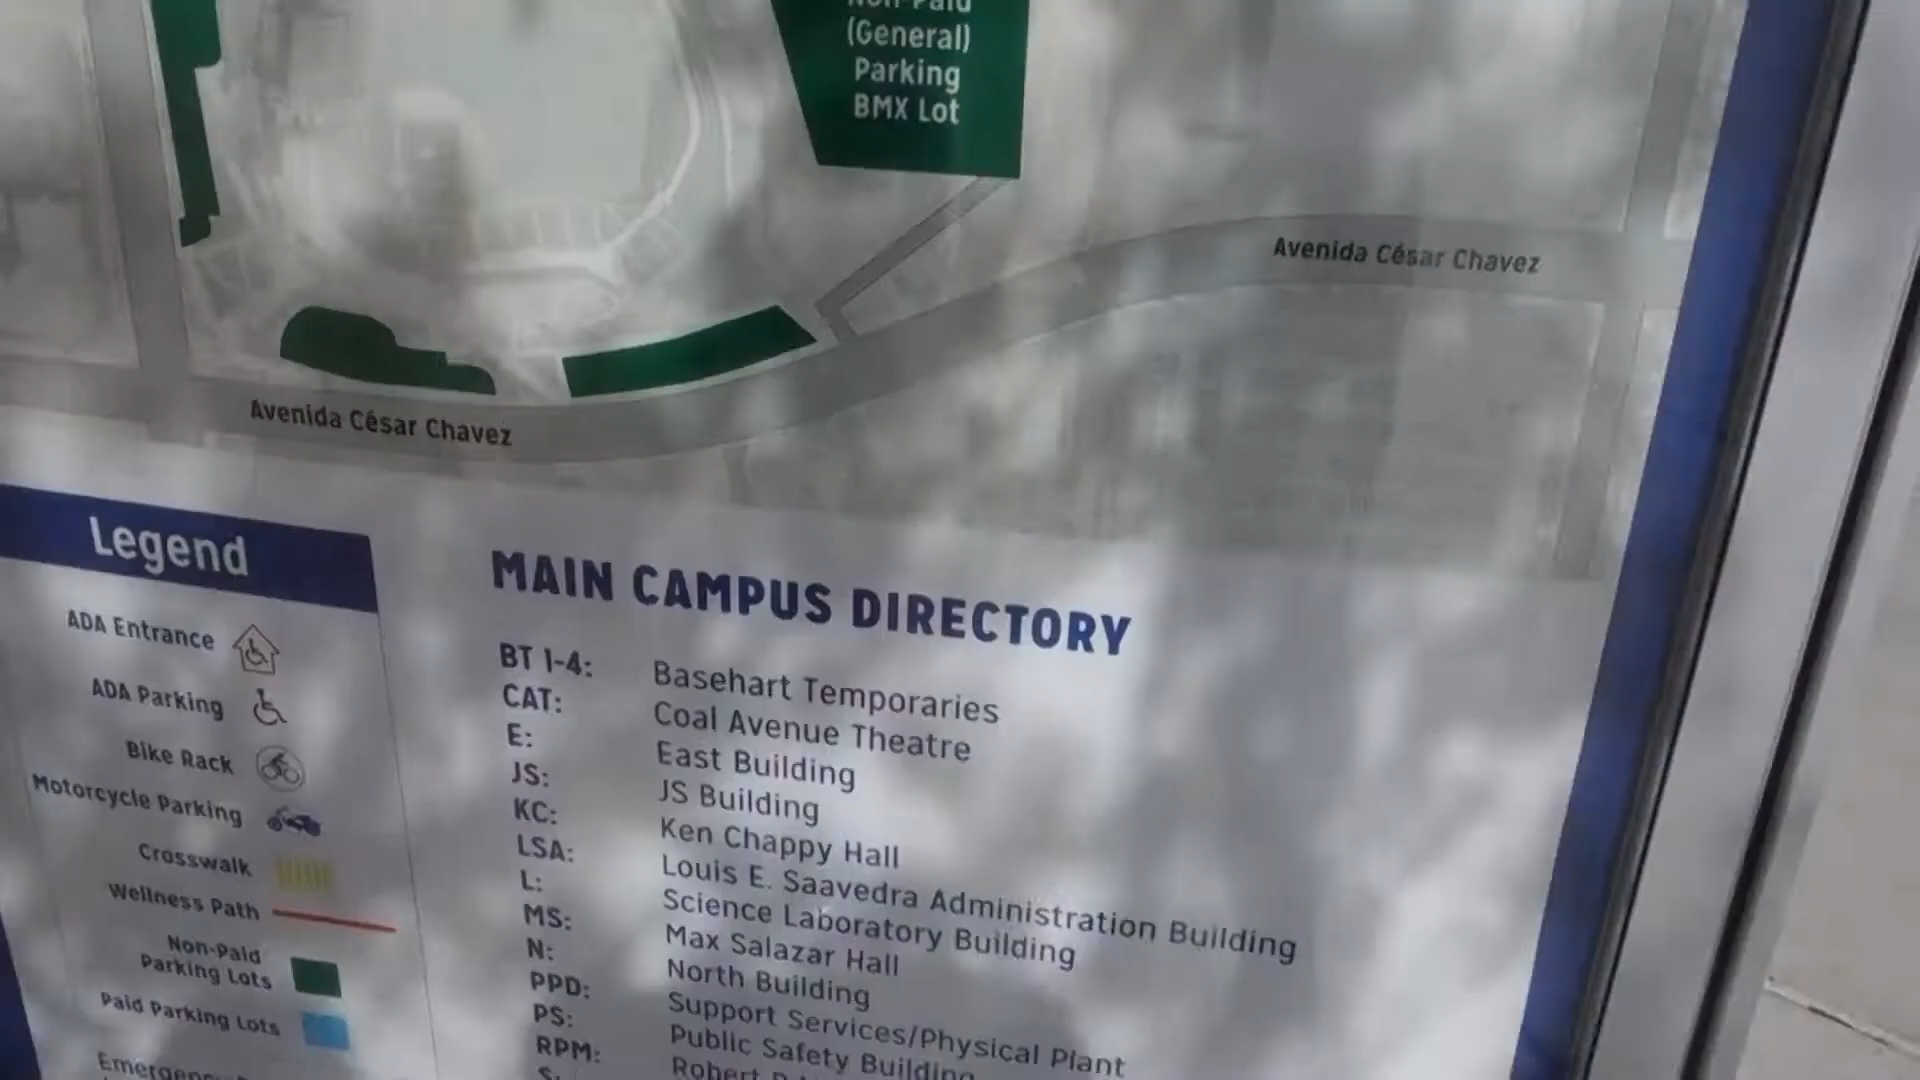 (General)
Parking
BMX Lot
Avenida César Chavez
Avenida César Chavez
Legend
ADA Entrance
ADA Parking
Bike Rack
Motorcycle Parking
Crosswalk
Wellness Path
Non-Paid
Parking Lots
Paid Parking Lots
MAIN CAMPUS DIRECTORY
BT 1-4: Basehart Temporaries
CAT: Coal Avenue Theatre
E: East Building
JS: JS Building
KC: Ken Chappy Hall
LSA: Louis E. Saavedra Administration Building
L: Science Laboratory Building
MS: Max Salazar Hall
N: North Building
PPD: Support Services/Physical Plant
PS: Public Safety Building
RPM: Robert